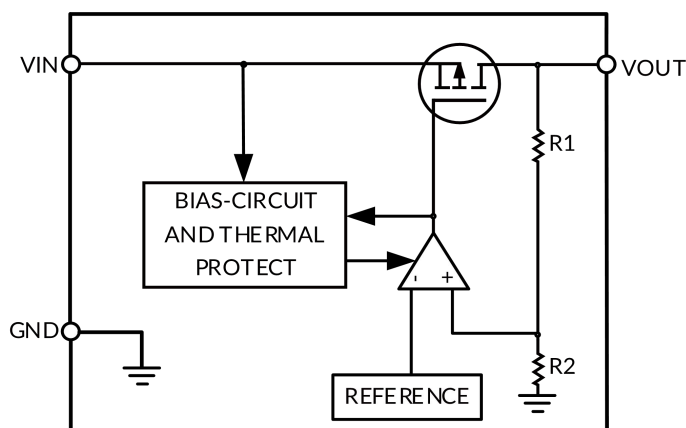 VIN
VOUT
R1
BIAS-CIRCUIT
AND THERMAL
PROTECT
- +
GND
R2
REFERENCE